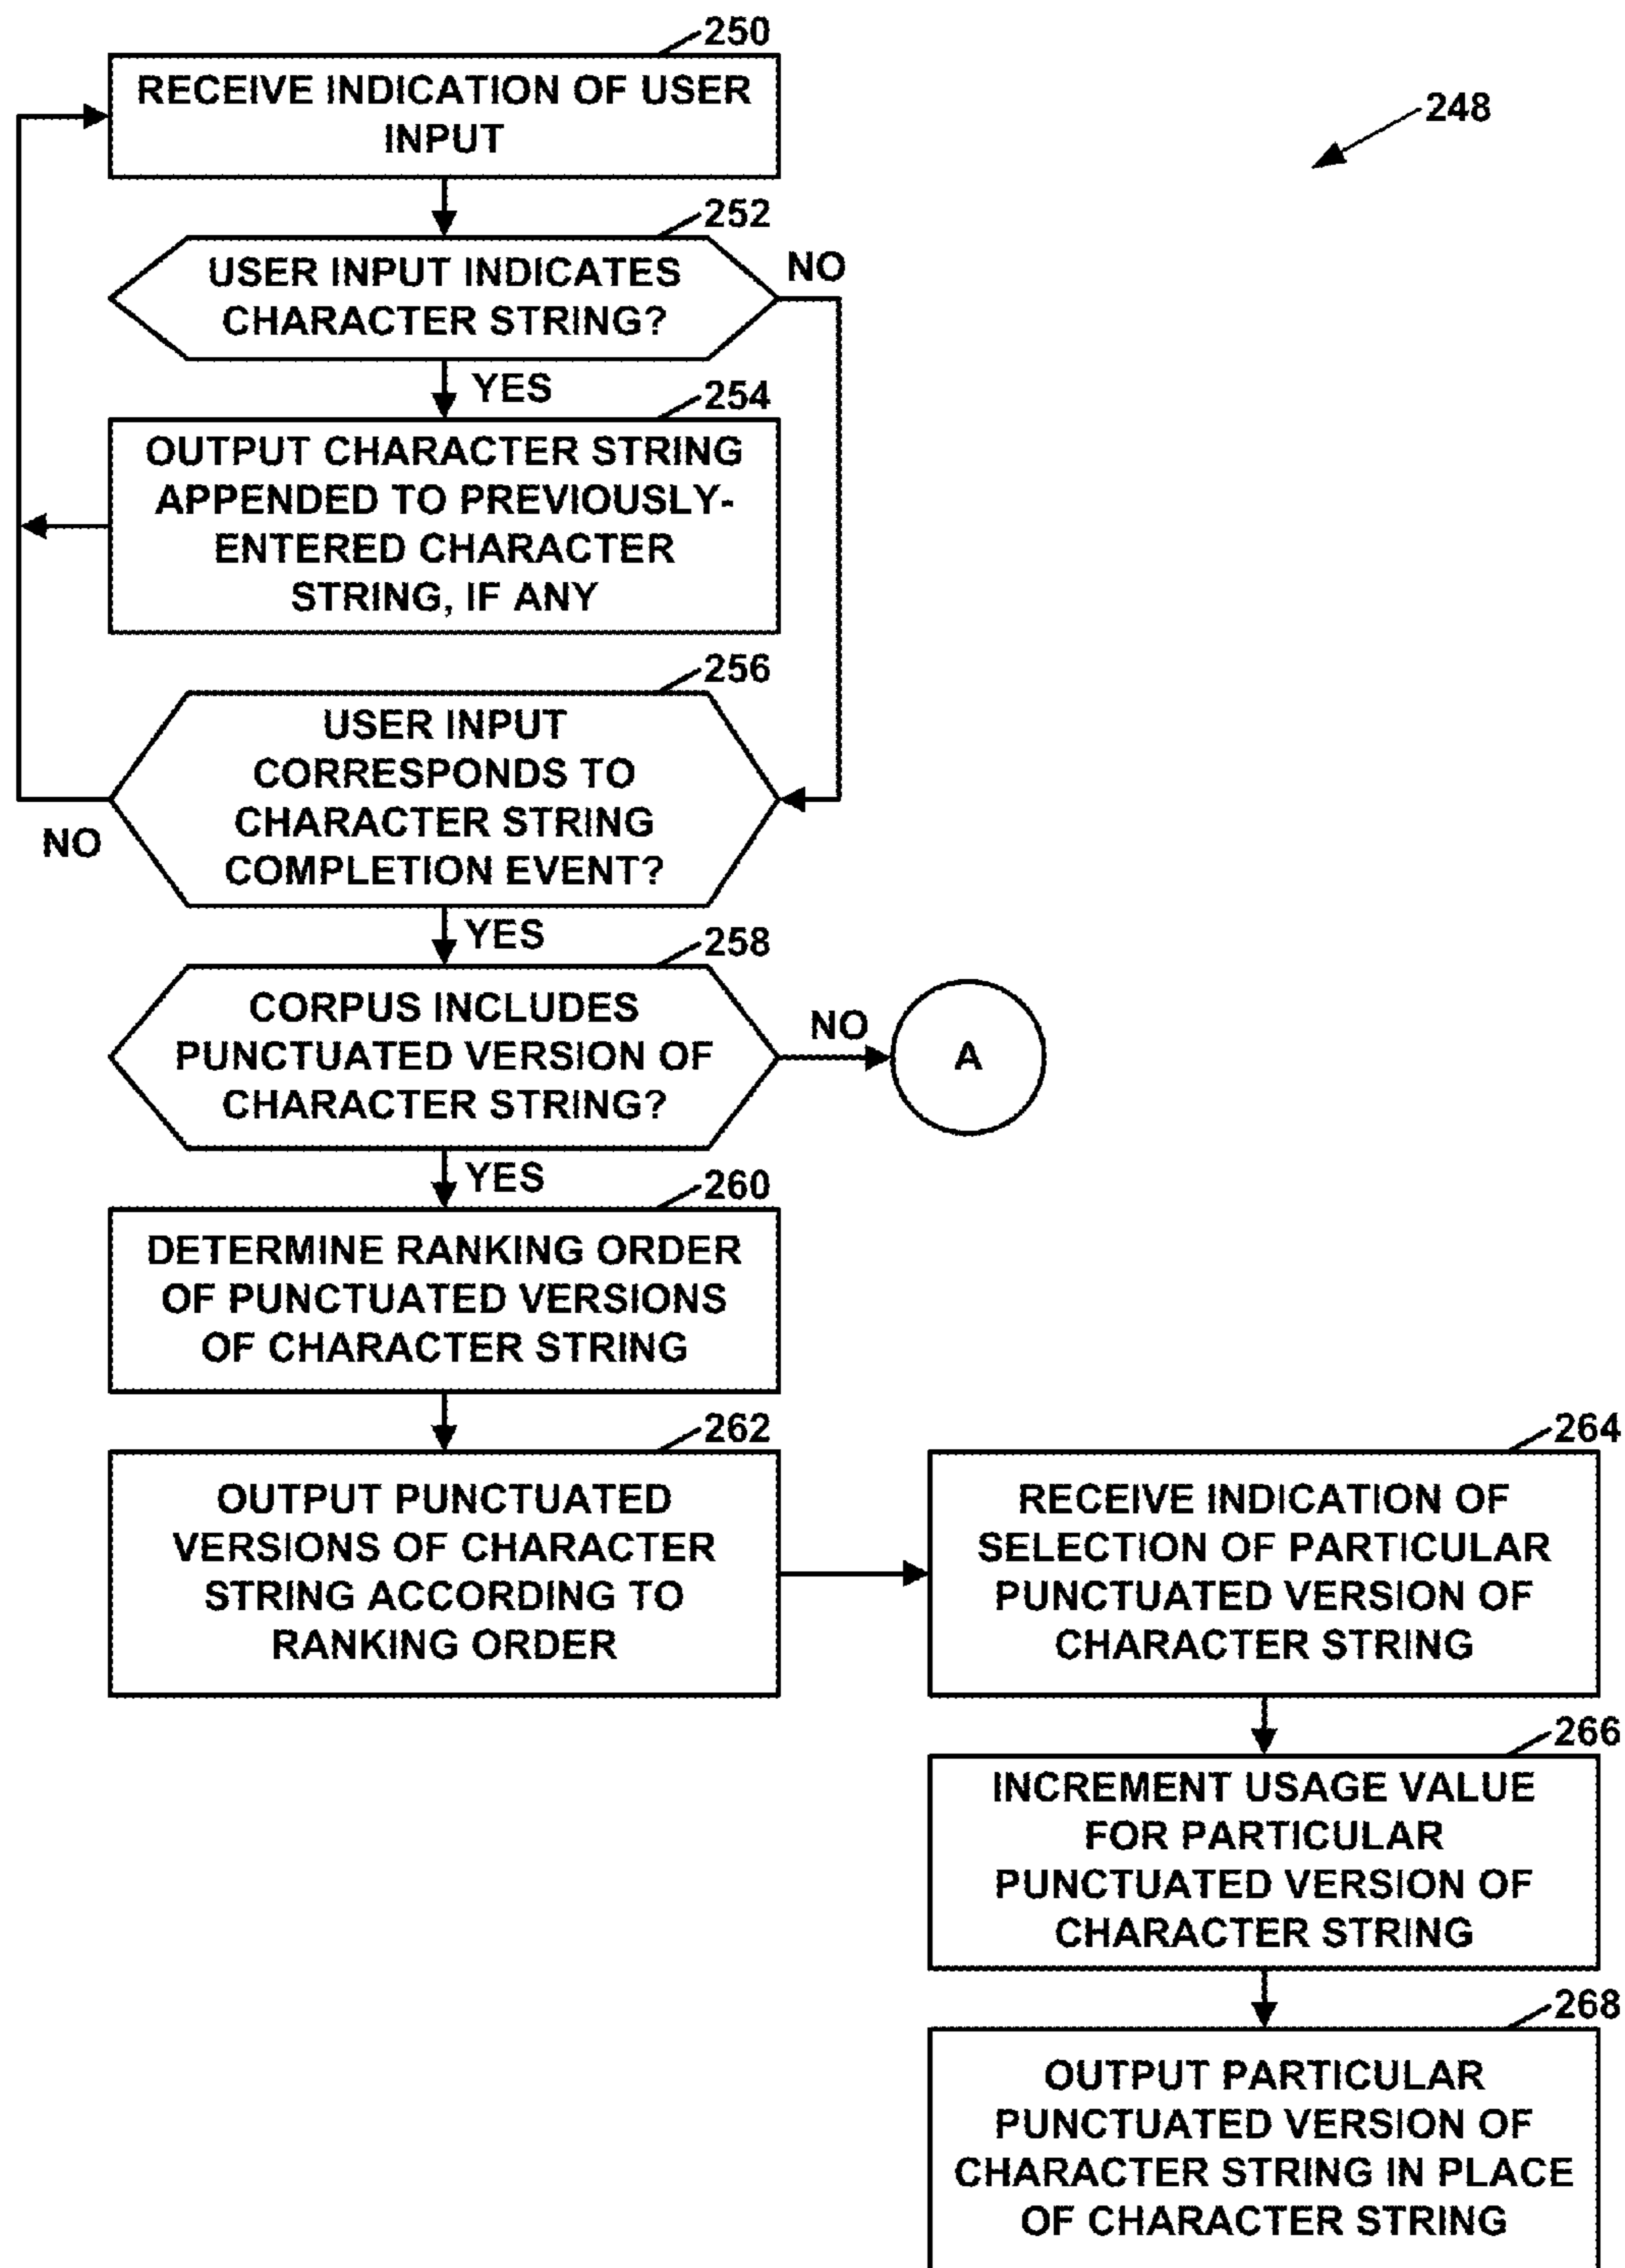 250
RECEIVE INDICATION OF USER
INPUT
248
252
USER INPUT INDICATES
CHARACTER STRING?
NO
YES
254
OUTPUT CHARACTER STRING
APPENDED TO PREVIOUSLY-
ENTERED CHARACTER
STRING, IF ANY
256
USER INPUT
CORRESPONDS TO
CHARACTER STRING
COMPLETION EVENT?
NO
YES
258
CORPUS INCLUDES
PUNCTUATED VERSION OF
CHARACTER STRING?
NO
A
YES
260
DETERMINE RANKING ORDER
OF PUNCTUATED VERSIONS
OF CHARACTER STRING
262
OUTPUT PUNCTUATED
VERSIONS OF CHARACTER
STRING ACCORDING TO
RANKING ORDER
264
RECEIVE INDICATION OF
SELECTION OF PARTICULAR
PUNCTUATED VERSION OF
CHARACTER STRING
266
INCREMENT USAGE VALUE
FOR PARTICULAR
PUNCTUATED VERSION OF
CHARACTER STRING
268
OUTPUT PARTICULAR
PUNCTUATED VERSION OF
CHARACTER STRING IN PLACE
OF CHARACTER STRING